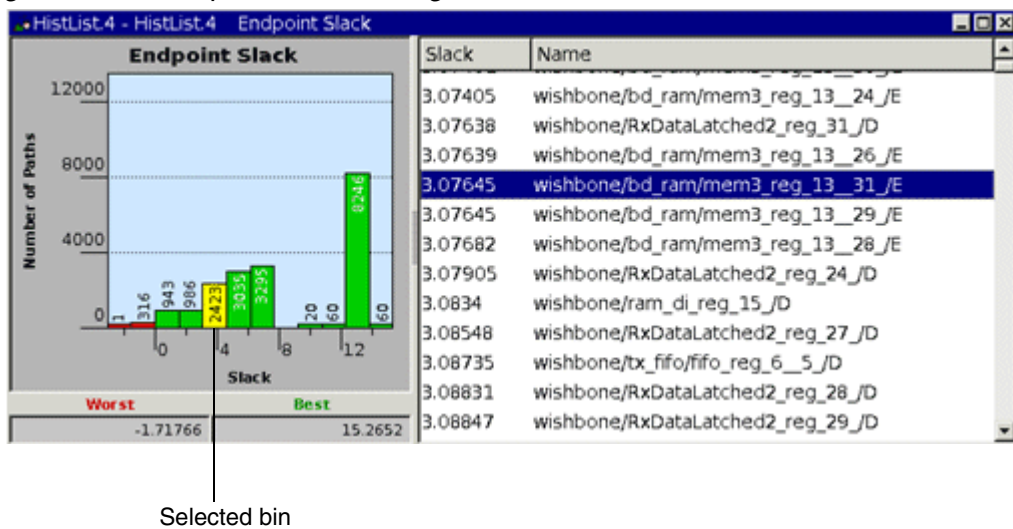 HistList.4 - HistList.4 Endpoint Slack
Endpoint Slack
Number of Paths
12000
8000
4000
0
1
316
943
986
2423
3035
3295
20
60
8246
60
0
4
8
12
Slack
Worst
Best
-1.71766
15.2652
Slack Name
3.07405 wishbone/bd_ram/mem3_reg_13__24_/E
3.07638 wishbone/RxDataLatched2_reg_31_/D
3.07639 wishbone/bd_ram/mem3_reg_13__26_/E
3.07645 wishbone/bd_ram/mem3_reg_13__31_/E
3.07645 wishbone/bd_ram/mem3_reg_13__29_/E
3.07682 wishbone/bd_ram/mem3_reg_13__28_/E
3.07905 wishbone/RxDataLatched2_reg_24_/D
3.0834 wishbone/ram_di_reg_15_/D
3.08548 wishbone/RxDataLatched2_reg_27_/D
3.08735 wishbone/tx_fifo/fifo_reg_6__5_/D
3.08831 wishbone/RxDataLatched2_reg_28_/D
3.08847 wishbone/RxDataLatched2_reg_29_/D
Selected bin